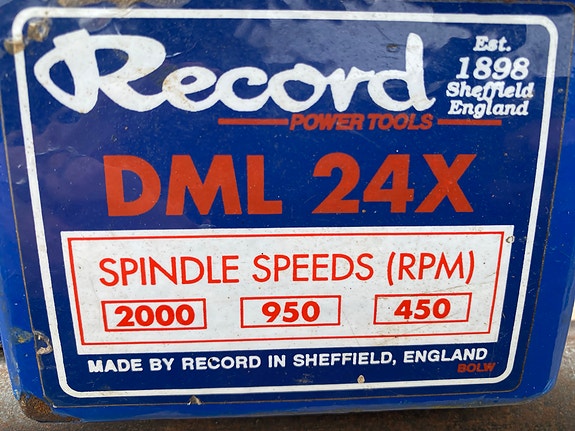 Record
POWER TOOLS
Est.
1898
Sheffield
England
DML 24X
SPINDLE SPEEDS (RPM)
2000 950 450
MADE BY RECORD IN SHEFFIELD, ENGLAND
BOLW